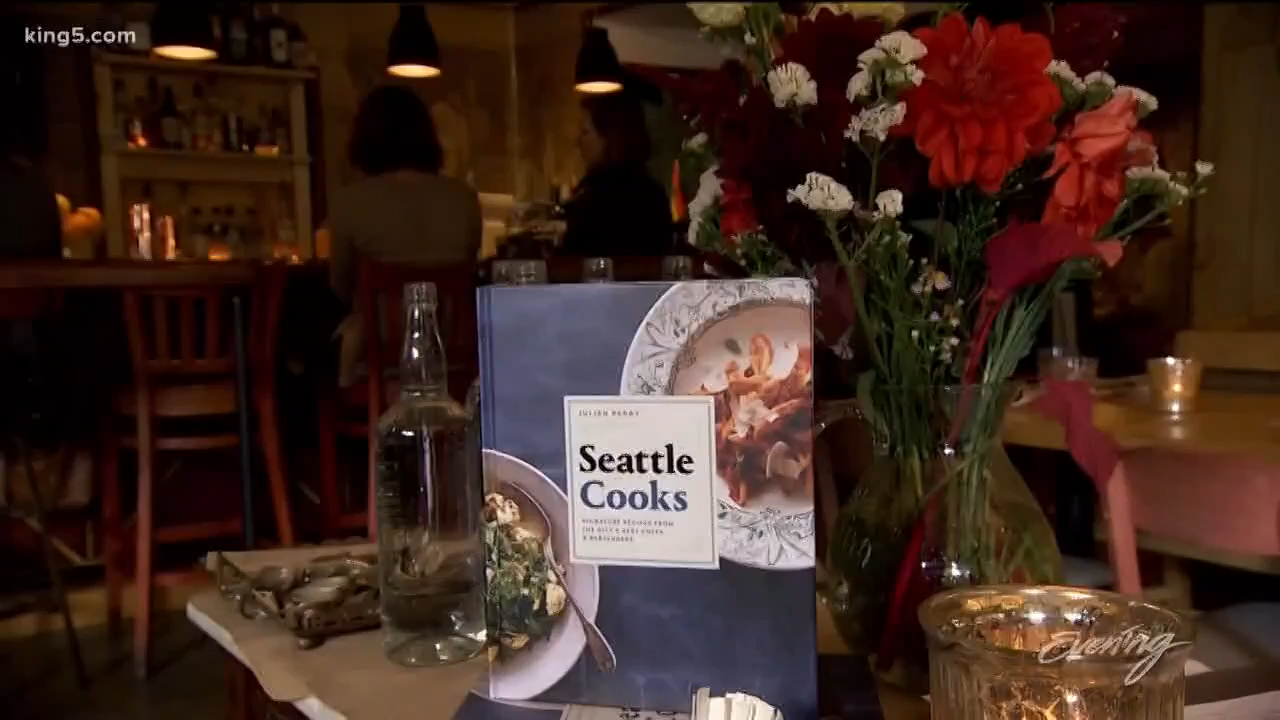 king5.com
JULIEN PERRY
Seattle
Cooks
SIGNATURE RECIPES FROM
THE CITY'S BEST CHEFS
& BARTENDERS
Evening